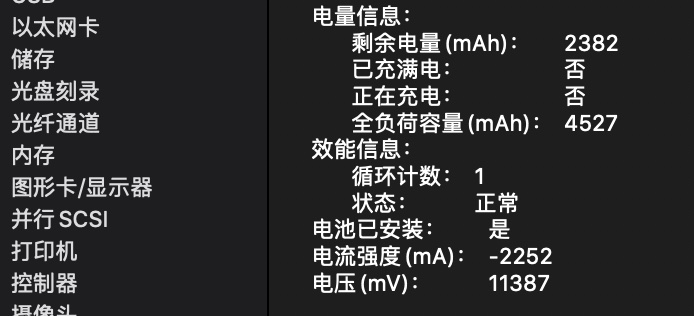 以太网卡
储存
光盘刻录
光纤通道
内存
图形卡/显示器
并行SCSI
打印机
控制器
电量信息：
剩余电量(mAh)： 2382
已充满电： 否
正在充电： 否
全负荷容量(mAh)： 4527
效能信息：
循环计数： 1
状态： 正常
电池已安装： 是
电流强度(mA)： -2252
电压(mV)： 11387